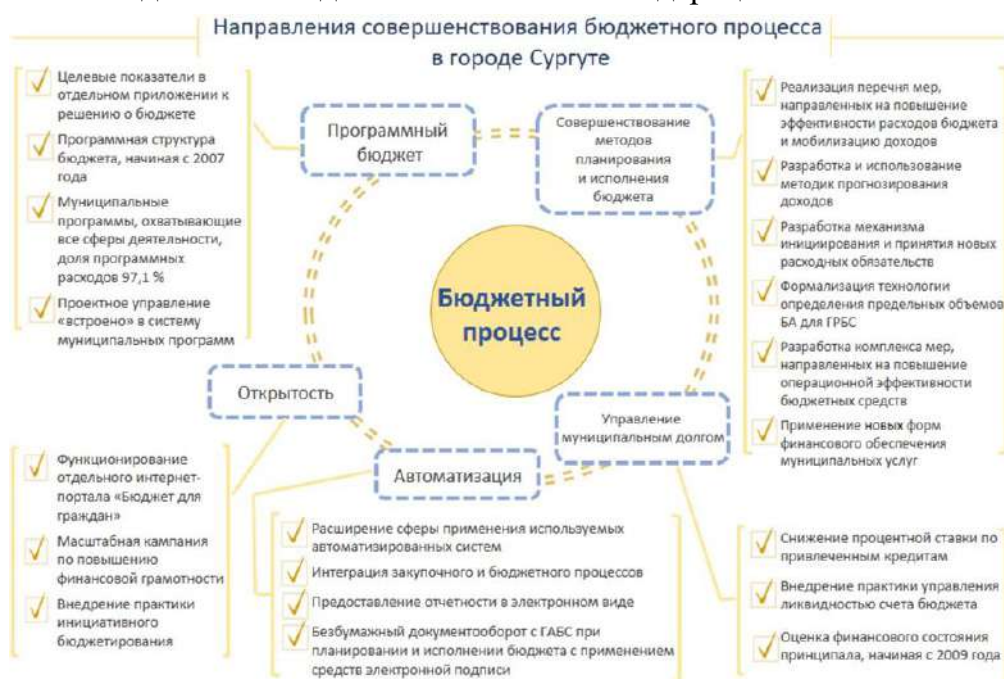 Направления совершенствования бюджетного процесса
в городе Сургуте
Целевые показатели в
отдельном приложении к
решению о бюджете
Программная структура
бюджета, начиная с 2007
года
Муниципальные
программы, охватывающие
все сферы деятельности,
доля программных
расходов 97,1 %
Проектное управление
«встроено» в систему
муниципальных программ
Программный
бюджет
Совершенствование
методов
планирования
и исполнения
бюджета
Реализация перечня мер,
направленных на повышение
эффективности расходов бюджета
и мобилизацию доходов
Разработка и использование
методик прогнозирования
доходов
Разработка механизма
инициирования и принятия новых
расходных обязательств
Формализация технологии
определения предельных объемов
БА для ГРБС
Разработка комплекса мер,
направленных на повышение
операционной эффективности
бюджетных средств
Применение новых форм
финансового обеспечения
муниципальных услуг
Бюджетный
процесс
Открытость
Управление
муниципальным долгом
Автоматизация
Функционирование
отдельного интернет-
портала «Бюджет для
граждан»
Масштабная кампания
по повышению
финансовой грамотности
Внедрение практики
инициативного
бюджетирования
Расширение сферы применения используемых
автоматизированных систем
Интеграция закупочного и бюджетного процессов
Предоставление отчетности в электронном виде
Безбумажный документооборот с ГАБС при
планировании и исполнении бюджета с применением
средств электронной подписи
Снижение процентной ставки по
привлеченным кредитам
Внедрение практики управления
ликвидностью счета бюджета
Оценка финансового состояния
принципала, начиная с 2009 года